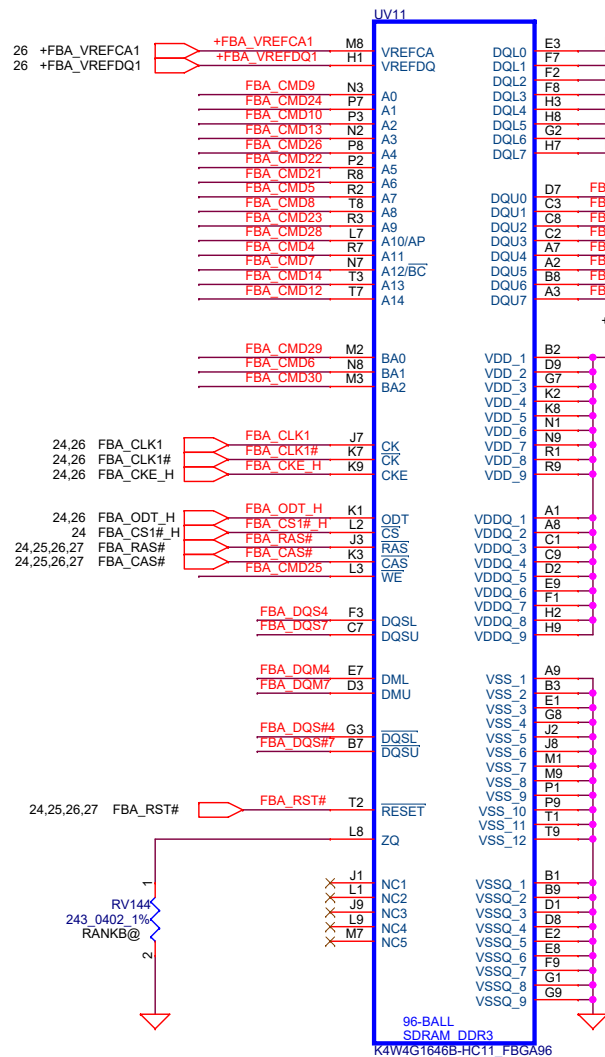 UV11
26 +FBA_VREFCA1 +FBA_VREFCA1 M8 VREFCA DQL0 E3
26 +FBA_VREFDQ1 +FBA_VREFDQ1 H1 VREFDQ DQL1 F7
DQL2 F2
FBA_CMD9 N3 A0 DQL3 F8
FBA_CMD24 P7 A1 DQL4 H3
FBA_CMD10 P3 A2 DQL5 H8
FBA_CMD13 N2 A3 DQL6 G2
FBA_CMD26 P8 A4 DQL7 H7
FBA_CMD22 P2 A5
FBA_CMD21 R8 A6
FBA_CMD5 R2 A7 DQU0 D7 FB
FBA_CMD8 T8 A8 DQU1 C3 FB
FBA_CMD23 R3 A9 DQU2 C8 FB
FBA_CMD28 L7 A10/AP DQU3 C2 FB
FBA_CMD4 R7 A11 DQU4 A7 FB
FBA_CMD7 N7 A12/BC DQU5 A2 FB
FBA_CMD14 T3 A13 DQU6 B8 FB
FBA_CMD12 T7 A14 DQU7 A3 FB
+
FBA_CMD29 M2 BA0 VDD_1 B2
FBA_CMD6 N8 BA1 VDD_2 D9
FBA_CMD30 M3 BA2 VDD_3 G7
VDD_4 K2
VDD_5 K8
VDD_6 N1
24,26 FBA_CLK1 FBA_CLK1 J7 CK VDD_7 N9
24,26 FBA_CLK1# FBA_CLK1# K7 CK VDD_8 R1
24,26 FBA_CKE_H FBA_CKE_H K9 CKE VDD_9 R9
24,26 FBA_ODT_H FBA_ODT_H K1 ODT VDDQ_1 A1
24 FBA_CS1#_H FBA_CS1#_H L2 CS VDDQ_2 A8
24,25,26,27 FBA_RAS# FBA_RAS# J3 RAS VDDQ_3 C1
24,25,26,27 FBA_CAS# FBA_CAS# K3 CAS VDDQ_4 C9
FBA_CMD25 L3 WE VDDQ_5 D2
VDDQ_6 E9
VDDQ_7 F1
FBA_DQS4 F3 DQSL VDDQ_8 H2
FBA_DQS7 C7 DQSU VDDQ_9 H9
FBA_DQM4 E7 DML VSS_1 A9
FBA_DQM7 D3 DMU VSS_2 B3
VSS_3 E1
VSS_4 G8
FBA_DQS#4 G3 DQSL VSS_5 J2
FBA_DQS#7 B7 DQSU VSS_6 J8
VSS_7 M1
VSS_8 M9
VSS_9 P1
24,25,26,27 FBA_RST# FBA_RST# T2 RESET VSS_10 P9
VSS_11 T1
L8 ZQ VSS_12 T9
1
J1 NC1 VSSQ_1 B1
L1 NC2 VSSQ_2 B9
J9 NC3 VSSQ_3 D1
L9 NC4 VSSQ_4 D8
M7 NC5 VSSQ_5 E2
VSSQ_6 E8
VSSQ_7 F9
VSSQ_8 G1
VSSQ_9 G9
RV144
243_0402_1%
RANKB@
2
96-BALL
SDRAM_DDR3
K4W4G1646B-HC11_FBGA96